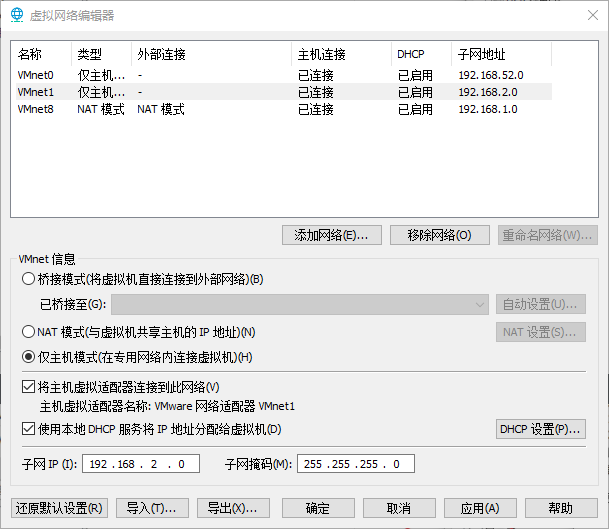 虚拟网络编辑器
名称 类型 外部连接 主机连接 DHCP 子网地址
VMnet0 仅主机... - 已连接 已启用 192.168.52.0
VMnet1 仅主机... - 已连接 已启用 192.168.2.0
VMnet8 NAT 模式 NAT 模式 已连接 已启用 192.168.1.0
添加网络(E)... 移除网络(O) 重命名网络(W)...
VMnet 信息
桥接模式(将虚拟机直接连接到外部网络)(B)
已桥接至(G): 自动设置(U)...
NAT 模式(与虚拟机共享主机的 IP 地址)(N) NAT 设置(S)...
仅主机模式(在专用网络内连接虚拟机)(H)
将主机虚拟适配器连接到此网络(V)
主机虚拟适配器名称: VMware 网络适配器 VMnet1
使用本地 DHCP 服务将 IP 地址分配给虚拟机(D) DHCP 设置(P)...
子网 IP (I): 192 . 168 . 2 . 0 子网掩码(M): 255 . 255 . 255 . 0
还原默认设置(R) 导入(T)... 导出(X)... 确定 取消 应用(A) 帮助